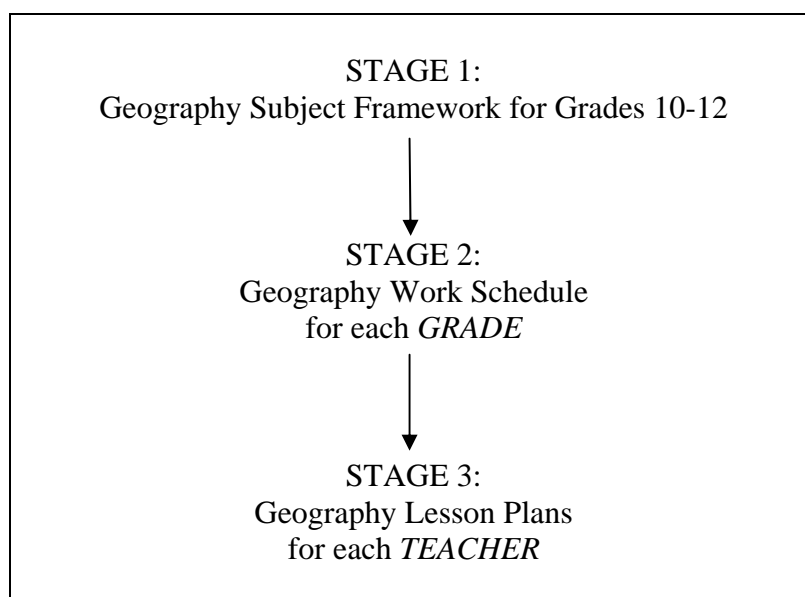 STAGE 1:
Geography Subject Framework for Grades 10-12
STAGE 2:
Geography Work Schedule
for each GRADE
STAGE 3:
Geography Lesson Plans
for each TEACHER